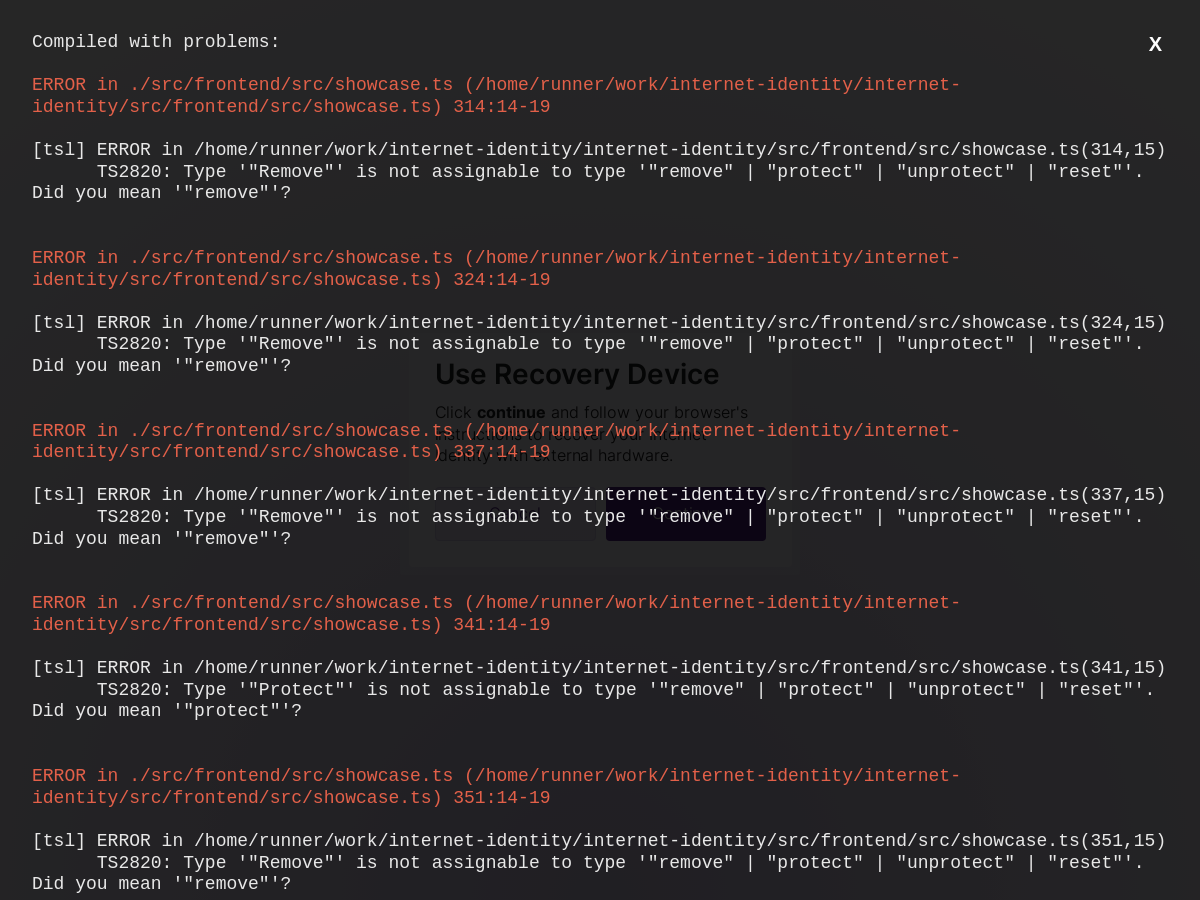 Compiled with problems:
X
ERROR in ./src/frontend/src/showcase.ts (/home/runner/work/internet-identity/internet-
identity/src/frontend/src/showcase.ts) 314:14-19
[tsl] ERROR in /home/runner/work/internet-identity/internet-identity/src/frontend/src/showcase.ts(314,15)
TS2820: Type '"Remove"' is not assignable to type '"remove" | "protect" | "unprotect" | "reset"'.
Did you mean '"remove"'?
ERROR in ./src/frontend/src/showcase.ts (/home/runner/work/internet-identity/internet-
identity/src/frontend/src/showcase.ts) 324:14-19
[tsl] ERROR in /home/runner/work/internet-identity/internet-identity/src/frontend/src/showcase.ts(324,15)
TS2820: Type '"Remove"' is not assignable to type '"remove" | "protect" | "unprotect" | "reset"'.
Did you mean '"remove"'?
Use Recovery Device
Click continue and follow your browser's
instructions to recover your Internet
Identity with external hardware.
ERROR in ./src/frontend/src/showcase.ts (/home/runner/work/internet-identity/internet-
identity/src/frontend/src/showcase.ts) 337:14-19
[tsl] ERROR in /home/runner/work/internet-identity/internet-identity/src/frontend/src/showcase.ts(337,15)
TS2820: Type '"Remove"' is not assignable to type '"remove" | "protect" | "unprotect" | "reset"'.
Did you mean '"remove"'?
ERROR in ./src/frontend/src/showcase.ts (/home/runner/work/internet-identity/internet-
identity/src/frontend/src/showcase.ts) 341:14-19
[tsl] ERROR in /home/runner/work/internet-identity/internet-identity/src/frontend/src/showcase.ts(341,15)
TS2820: Type '"Protect"' is not assignable to type '"remove" | "protect" | "unprotect" | "reset"'.
Did you mean '"protect"'?
ERROR in ./src/frontend/src/showcase.ts (/home/runner/work/internet-identity/internet-
identity/src/frontend/src/showcase.ts) 351:14-19
[tsl] ERROR in /home/runner/work/internet-identity/internet-identity/src/frontend/src/showcase.ts(351,15)
TS2820: Type '"Remove"' is not assignable to type '"remove" | "protect" | "unprotect" | "reset"'.
Did you mean '"remove"'?